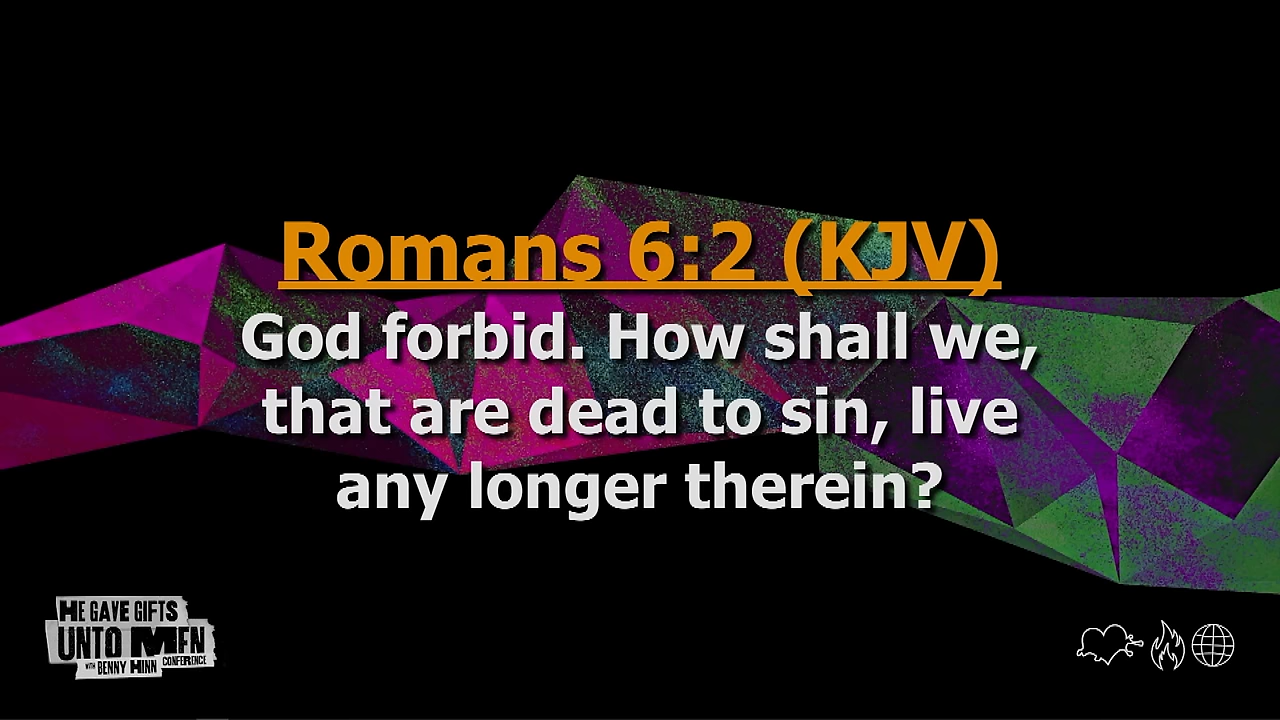 Romans 6:2 (KJV)
God forbid. How shall we,
that are dead to sin, live
any longer therein?
HE GAVE GIFTS
UNTO MEN
WITH BENNY HINN CONFERENCE